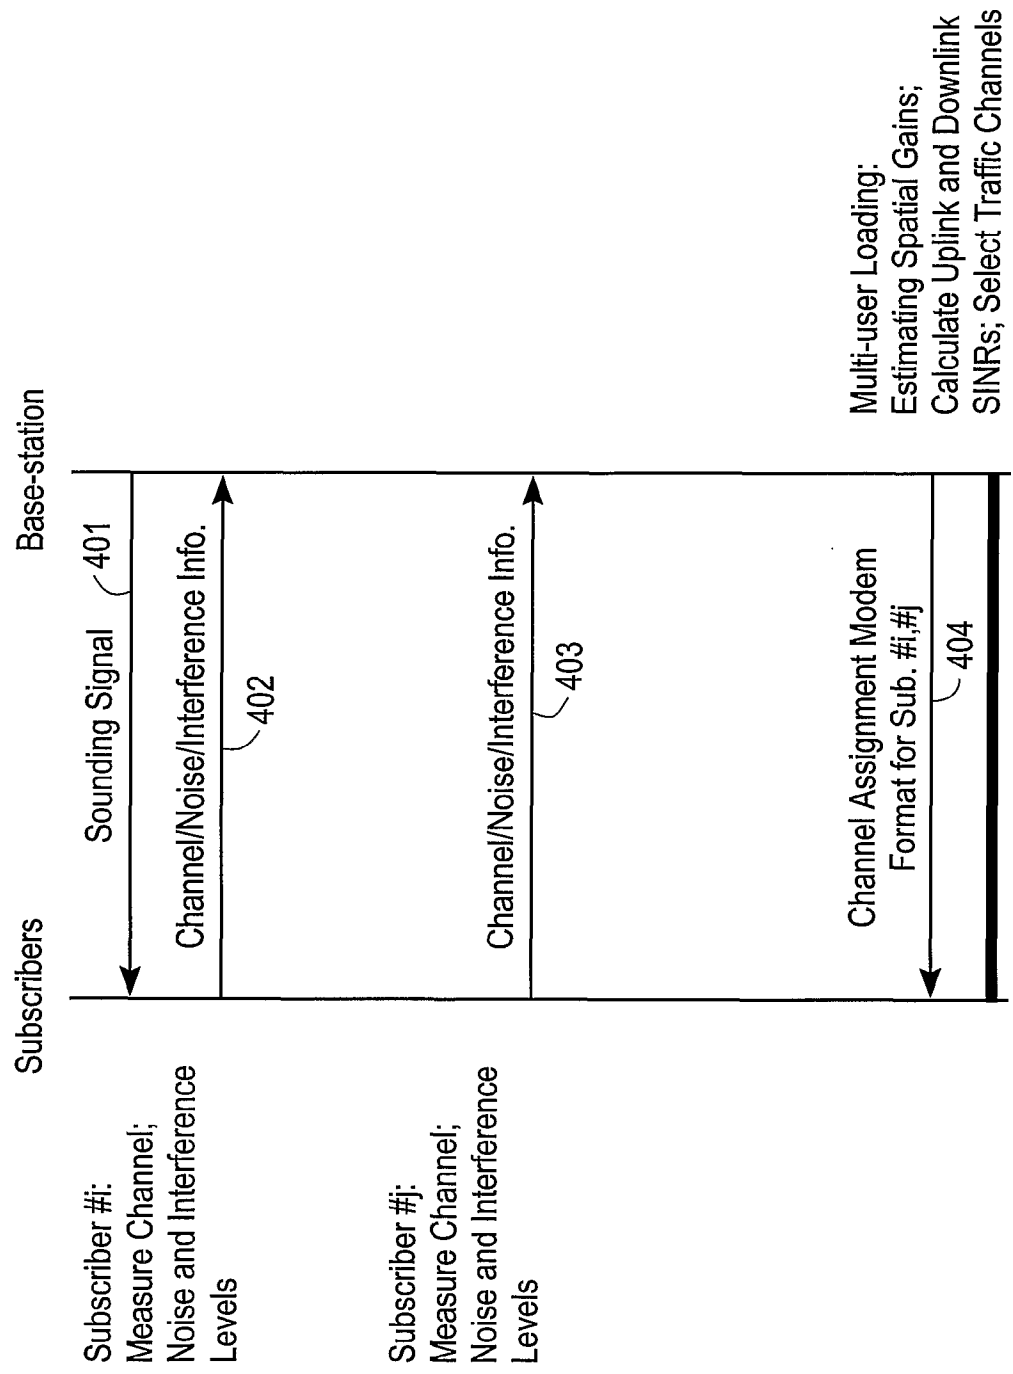 Subscribers
Base-station
Subscriber #i:
Measure Channel;
Noise and Interference
Levels
Sounding Signal
401
Channel/Noise/Interference Info.
402
Subscriber #j:
Measure Channel;
Noise and Interference
Levels
Channel/Noise/Interference Info.
403
Multi-user Loading:
Estimating Spatial Gains;
Calculate Uplink and Downlink
SINRs; Select Traffic Channels
Channel Assignment Modem
Format for Sub. #i,#j
404